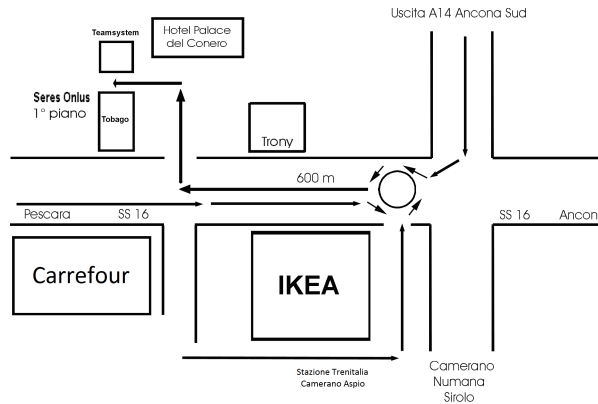 Uscita A14 Ancona Sud
Teamsystem
Hotel Palace
del Conero
Seres Onlus
1° piano
Tobago
Trony
600 m
Pescara SS 16
SS 16 Ancon
Carrefour
IKEA
Stazione Trenitalia
Camerano Aspio
Camerano
Numana
Sirolo